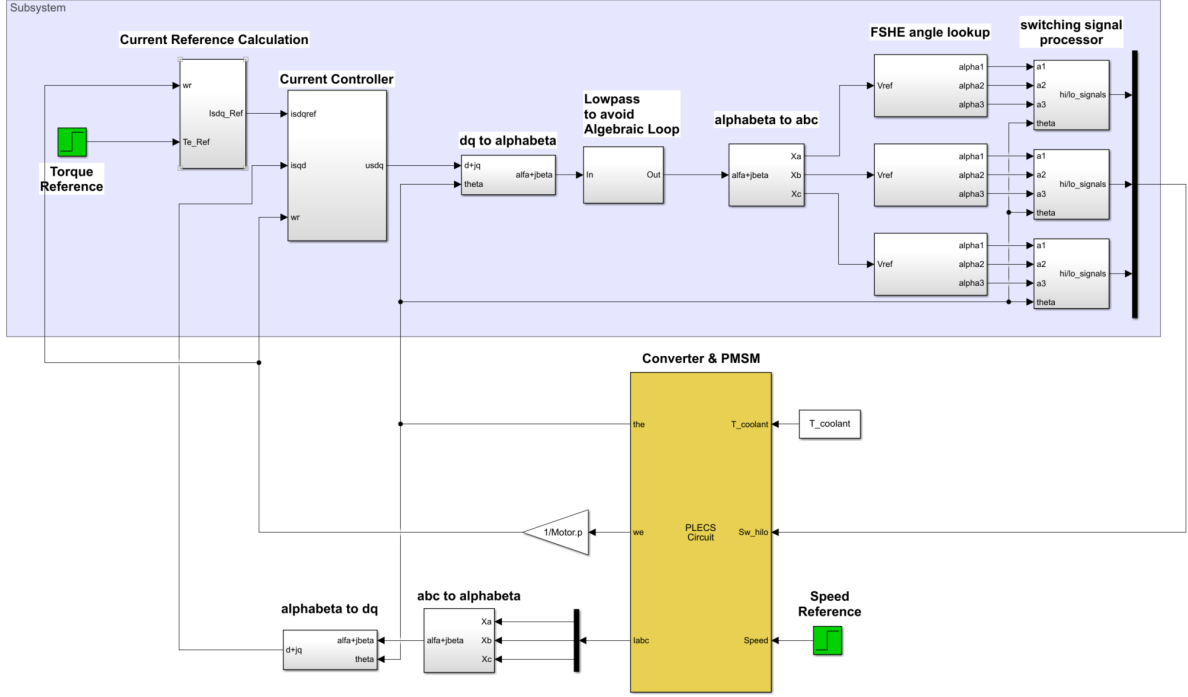 Subsystem
Current Reference Calculation
wr
Isdq_Ref
Te_Ref
Torque
Reference
Current Controller
isdqref
isqd
usdq
wr
dq to alphabeta
d+jq
alfa+jbeta
theta
Lowpass
to avoid
Algebraic Loop
In
Out
alphabeta to abc
Xa
alfa+jbeta
Xb
Xc
FSHE angle lookup
switching signal
processor
alpha1
Vref
alpha2
alpha3
a1
a2
hi/lo_signals
a3
theta
alpha1
Vref
alpha2
alpha3
a1
a2
hi/lo_signals
a3
theta
alpha1
Vref
alpha2
alpha3
a1
a2
hi/lo_signals
a3
theta
Converter & PMSM
the
T_coolant
T_coolant
1/Motor.p
we
PLECS
Circuit
Sw_hilo
Speed
Reference
Iabc
Speed
abc to alphabeta
Xa
alfa+jbeta
Xb
Xc
alphabeta to dq
alfa+jbeta
d+jq
theta